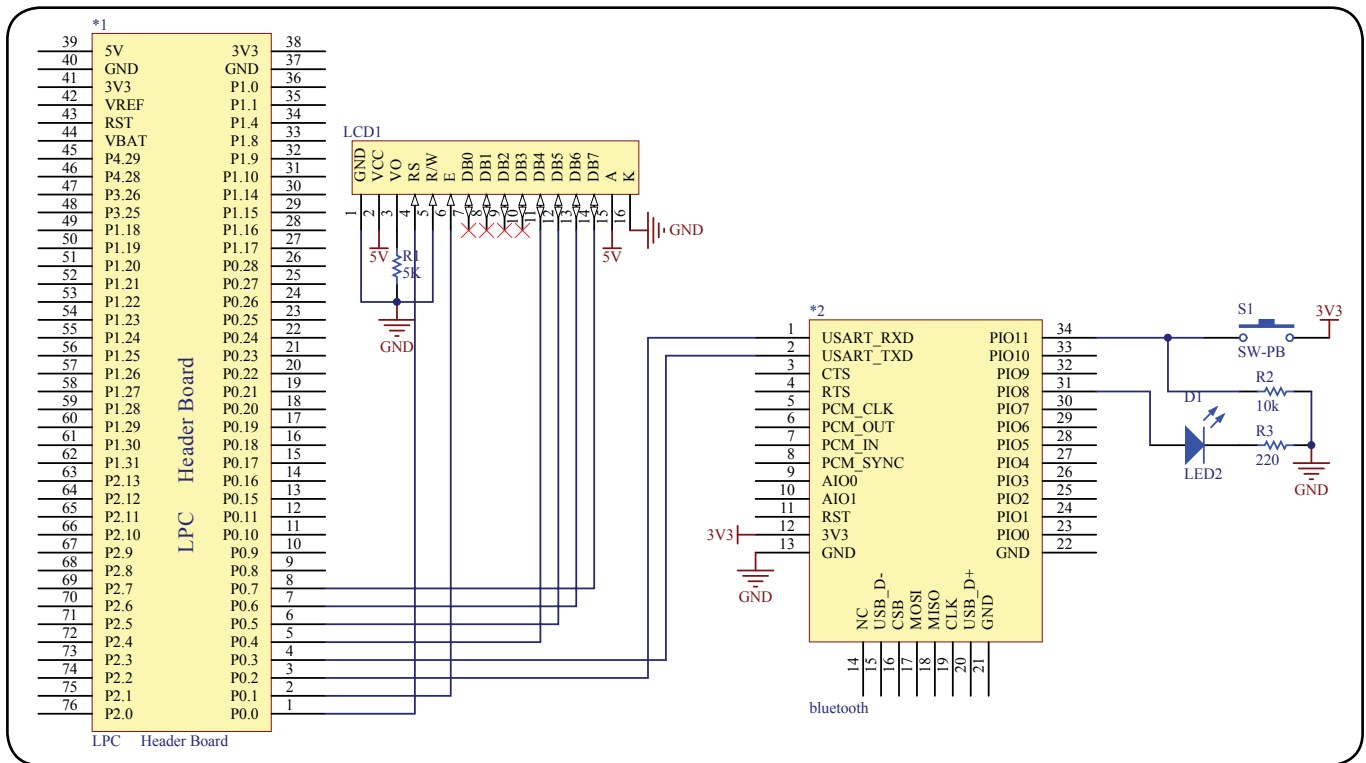 *1
39 5V 3V3 38
40 GND GND 37
41 3V3 P1.0 36
42 VREF P1.1 35
43 RST P1.4 34
44 VBAT P1.8 33
45 P4.29 P1.9 32
46 P4.28 P1.10 31
47 P3.26 P1.14 30
48 P3.25 P1.15 29
49 P1.18 P1.16 28
50 P1.19 P1.17 27
51 P1.20 P0.28 26
52 P1.21 P0.27 25
53 P1.22 P0.26 24
54 P1.23 P0.25 23
55 P1.24 P0.24 22
56 P1.25 P0.23 21
57 P1.26 P0.22 20
58 P1.27 P0.21 19
59 P1.28 P0.20 18
60 P1.29 P0.19 17
61 P1.30 P0.18 16
62 P1.31 P0.17 15
63 P2.13 P0.16 14
64 P2.12 P0.15 13
65 P2.11 P0.11 12
66 P2.10 P0.10 11
67 P2.9 P0.9 10
68 P2.8 P0.8 9
69 P2.7 P0.7 8
70 P2.6 P0.6 7
71 P2.5 P0.5 6
72 P2.4 P0.4 5
73 P2.3 P0.3 4
74 P2.2 P0.2 3
75 P2.1 P0.1 2
76 P2.0 P0.0 1
LPC Header Board
LPC Header Board
LCD1
GND VCC VO RS R/W E DB0 DB1 DB2 DB3 DB4 DB5 DB6 DB7 A K
1 2 3 4 5 6 7 8 9 10 11 12 13 14 15 16
GND
5V
R1
5K
5V
GND
*2
1 USART_RXD PIO11 34
2 USART_TXD PIO10 33
3 CTS PIO9 32
4 RTS PIO8 31
5 PCM_CLK PIO7 30
6 PCM_OUT PIO6 29
7 PCM_IN PIO5 28
8 PCM_SYNC PIO4 27
9 AIO0 PIO3 26
10 AIO1 PIO2 25
11 RST PIO1 24
3V3 12 3V3 PIO0 23
13 GND GND 22
GND
NC USB_D- CSB MOSI MISO CLK USB_D+ GND
14 15 16 17 18 19 20 21
bluetooth
S1
3V3
SW-PB
R2
10k
D1
R3
220
LED2
GND